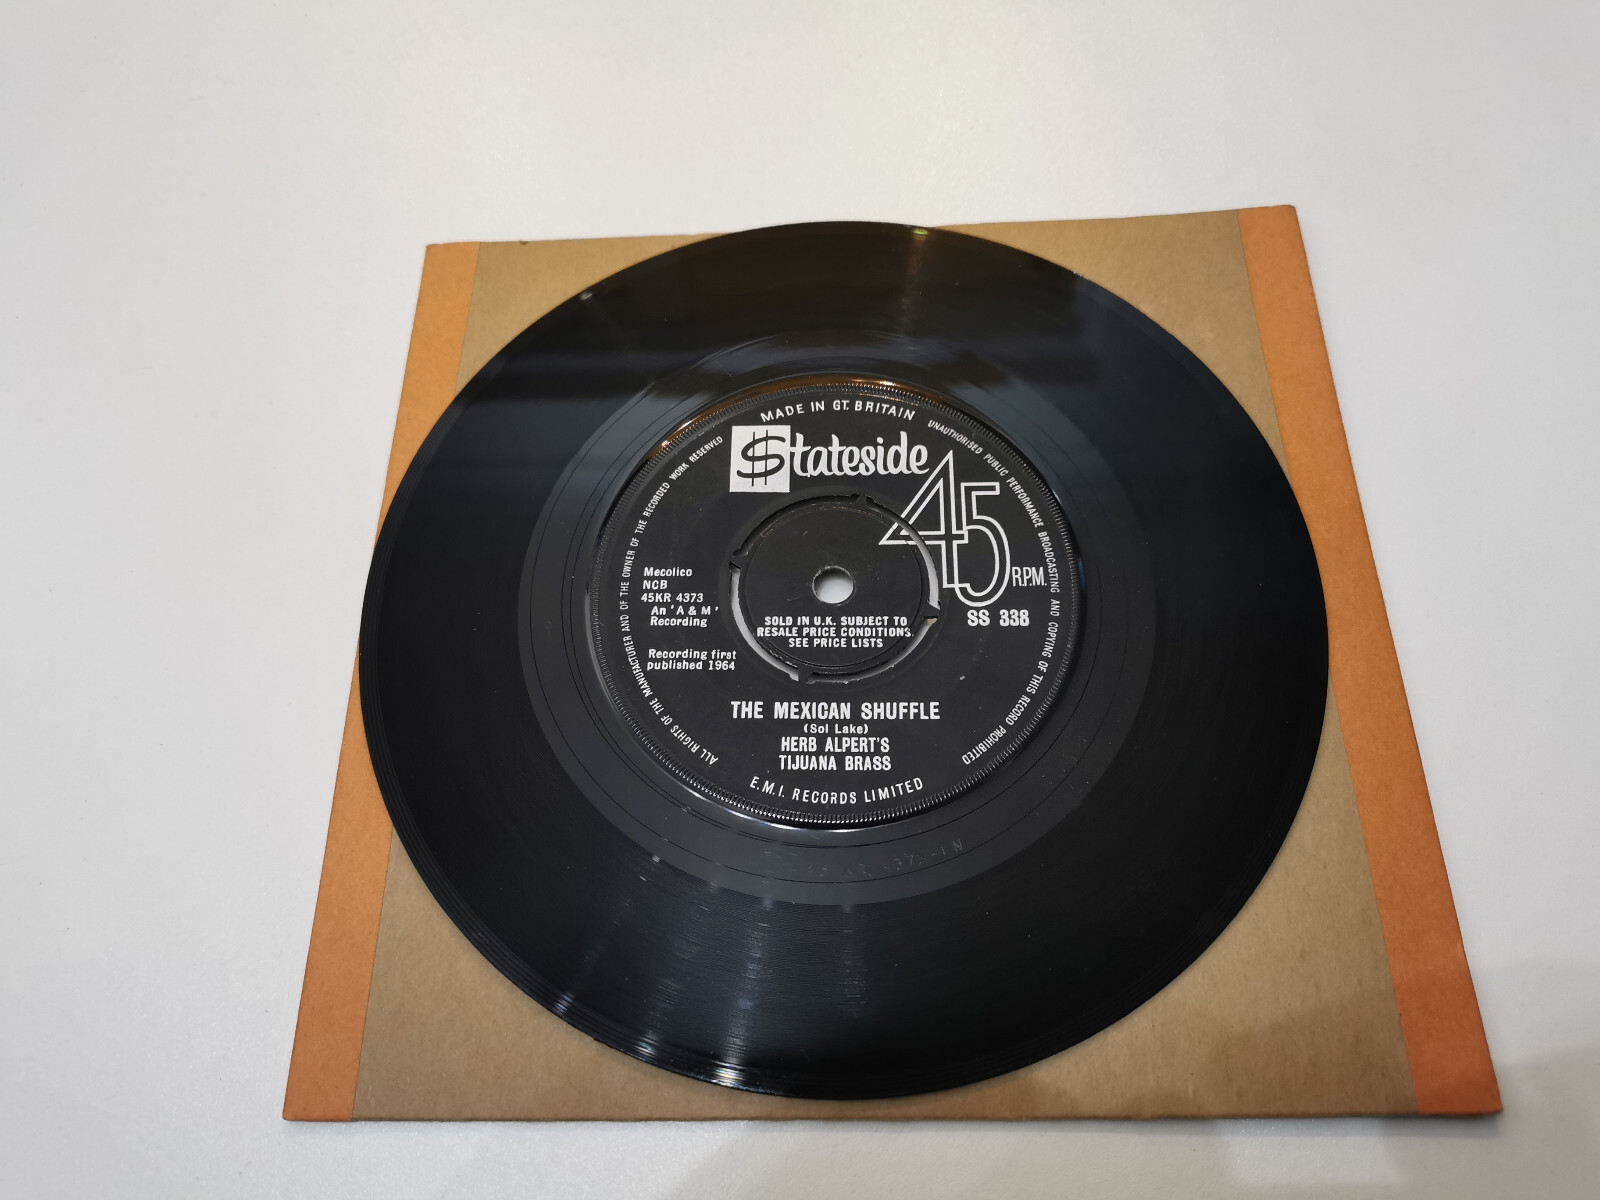 MADE IN GT. BRITAIN
$tateside
45
R.P.M.
SS 338
Mecolico
NCB
45KR 4373
An 'A & M'
Recording
Recording first
published 1964
SOLD IN U.K. SUBJECT TO
RESALE PRICE CONDITIONS.
SEE PRICE LISTS
THE MEXICAN SHUFFLE
(Sol Lake)
HERB ALPERT'S
TIJUANA BRASS
E.M.I. RECORDS LIMITED
ALL RIGHTS OF THE MANUFACTURER AND OF THE OWNER OF THE RECORDED WORK RESERVED
UNAUTHORISED PUBLIC PERFORMANCE BROADCASTING AND COPYING OF THIS RECORD PROHIBITED